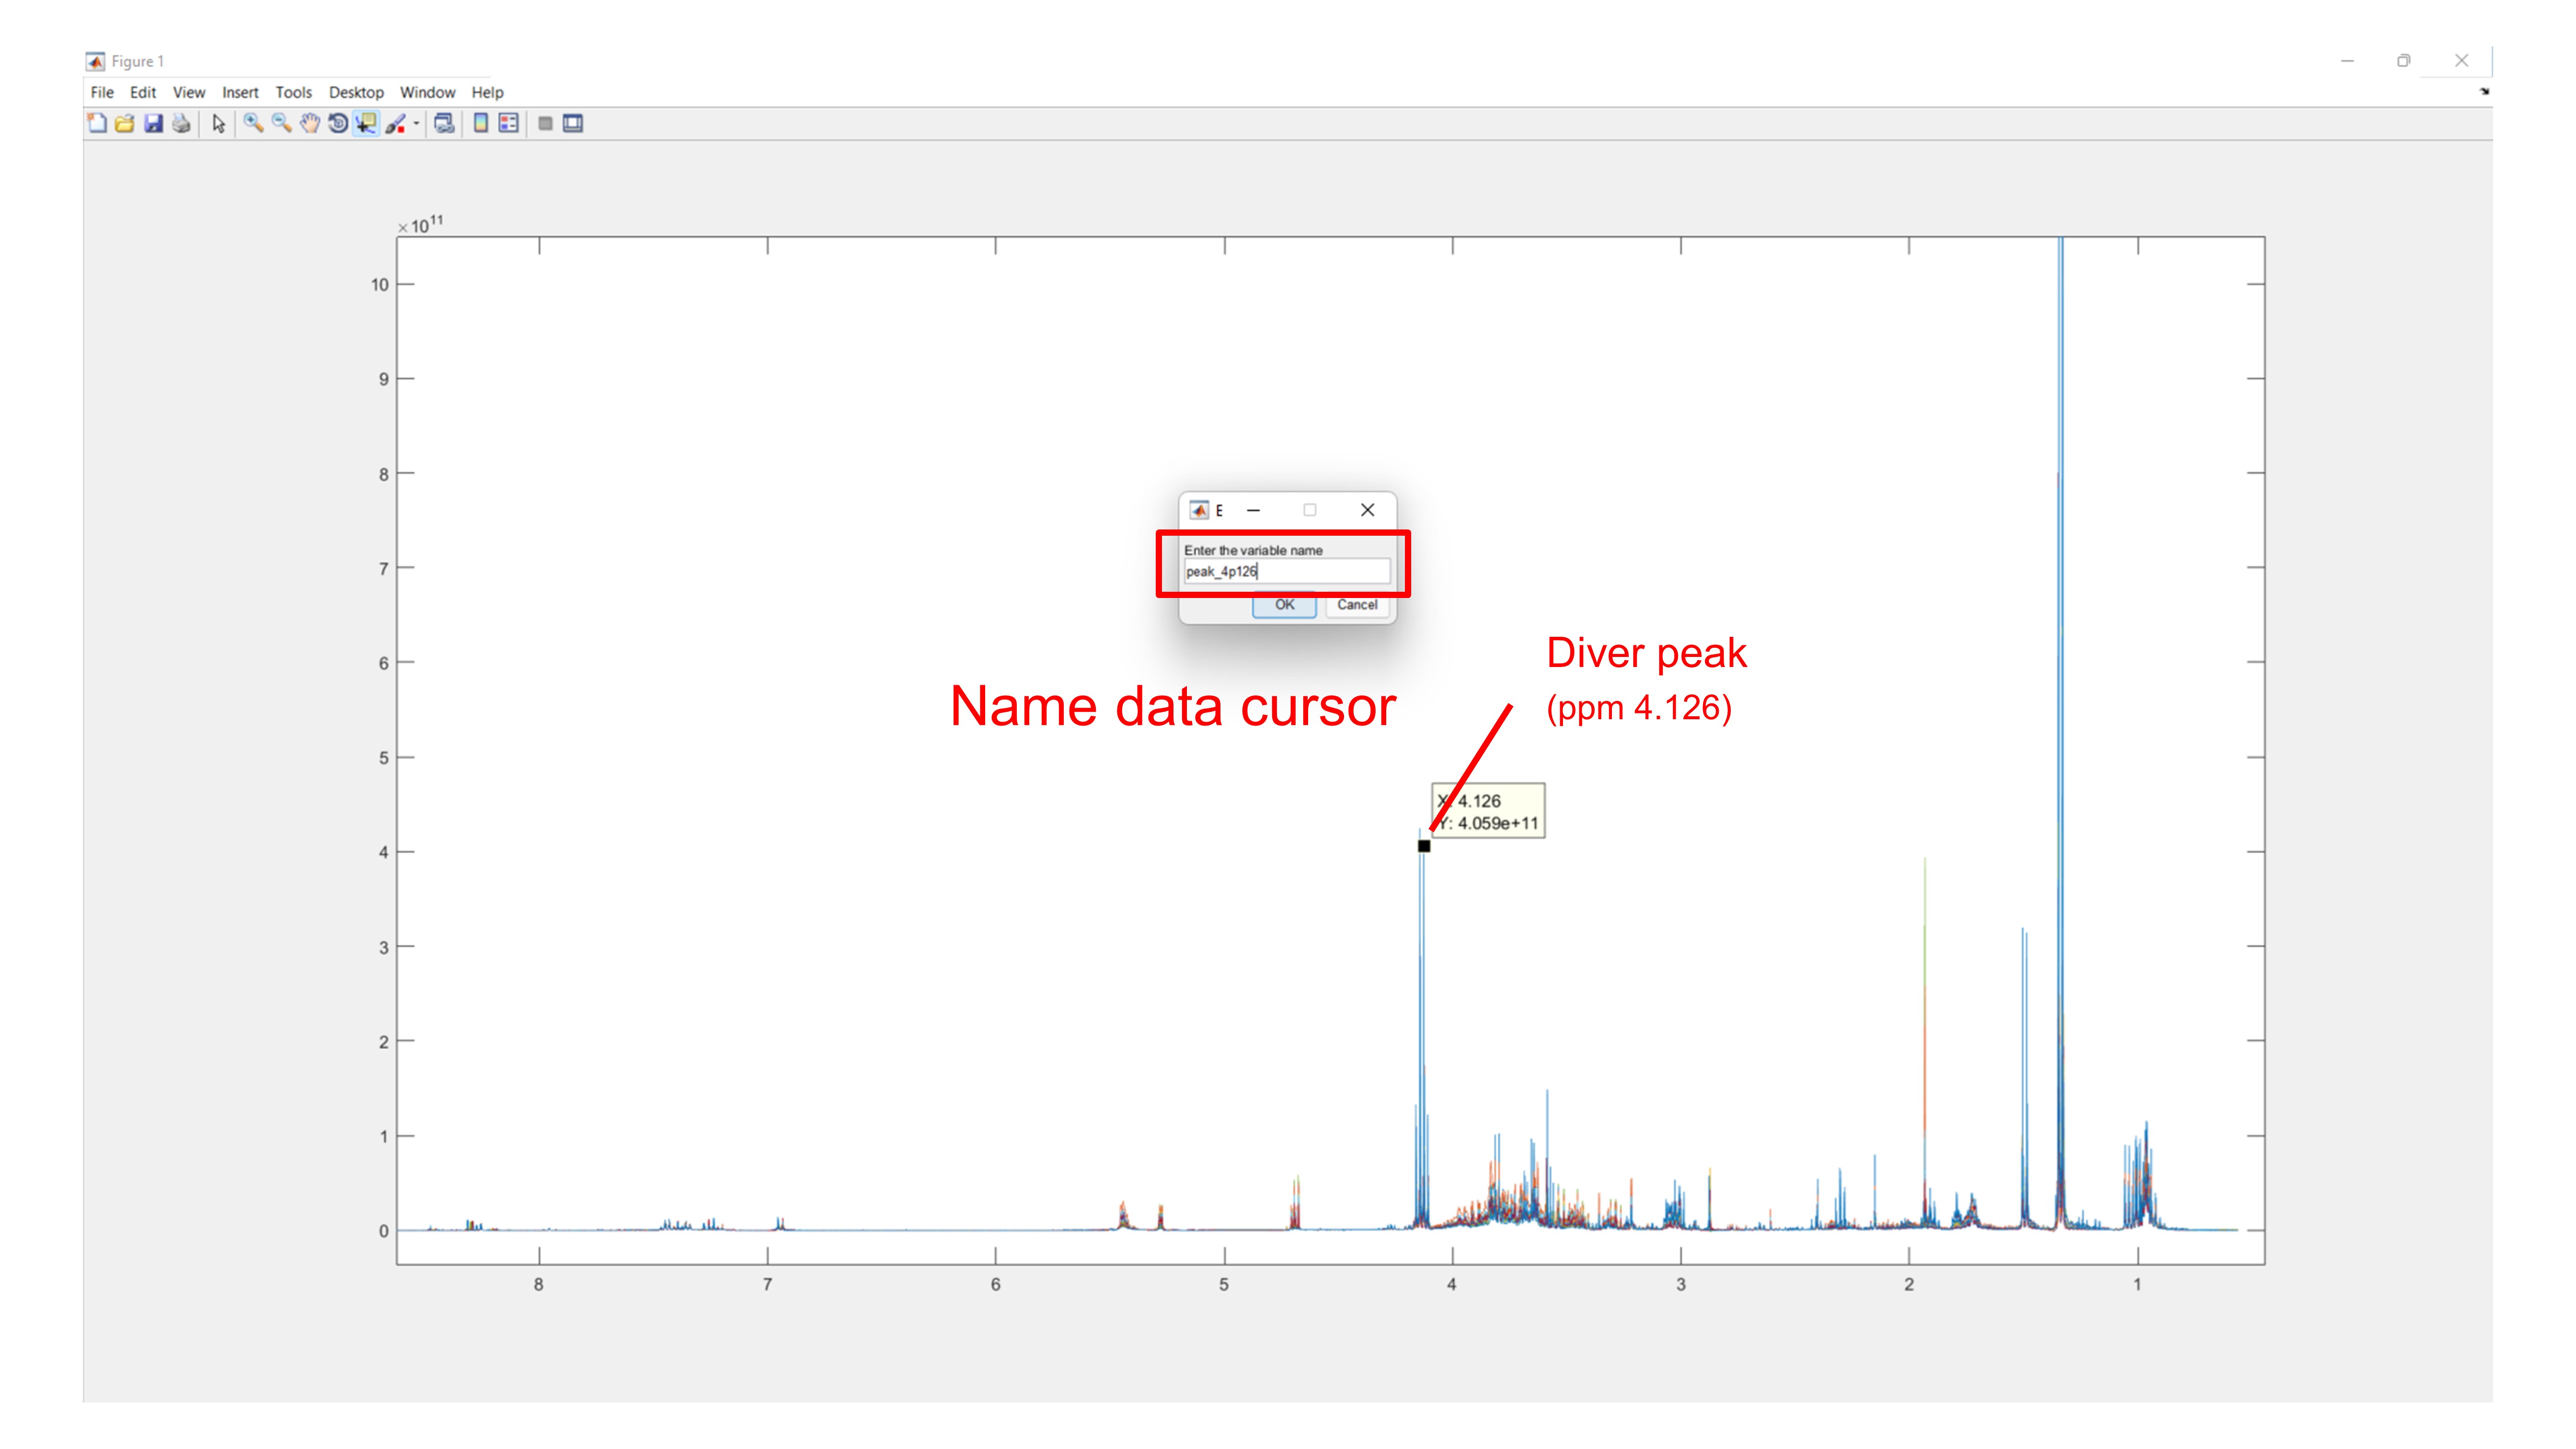 Figure 1
File Edit View Insert Tools Desktop Window Help
×10^11
10
9
8
7
6
5
4
3
2
1
0
E
Enter the variable name
peak_4p126
OK Cancel
Name data cursor
Diver peak
(ppm 4.126)
X: 4.126
Y: 4.059e+11
8 7 6 5 4 3 2 1